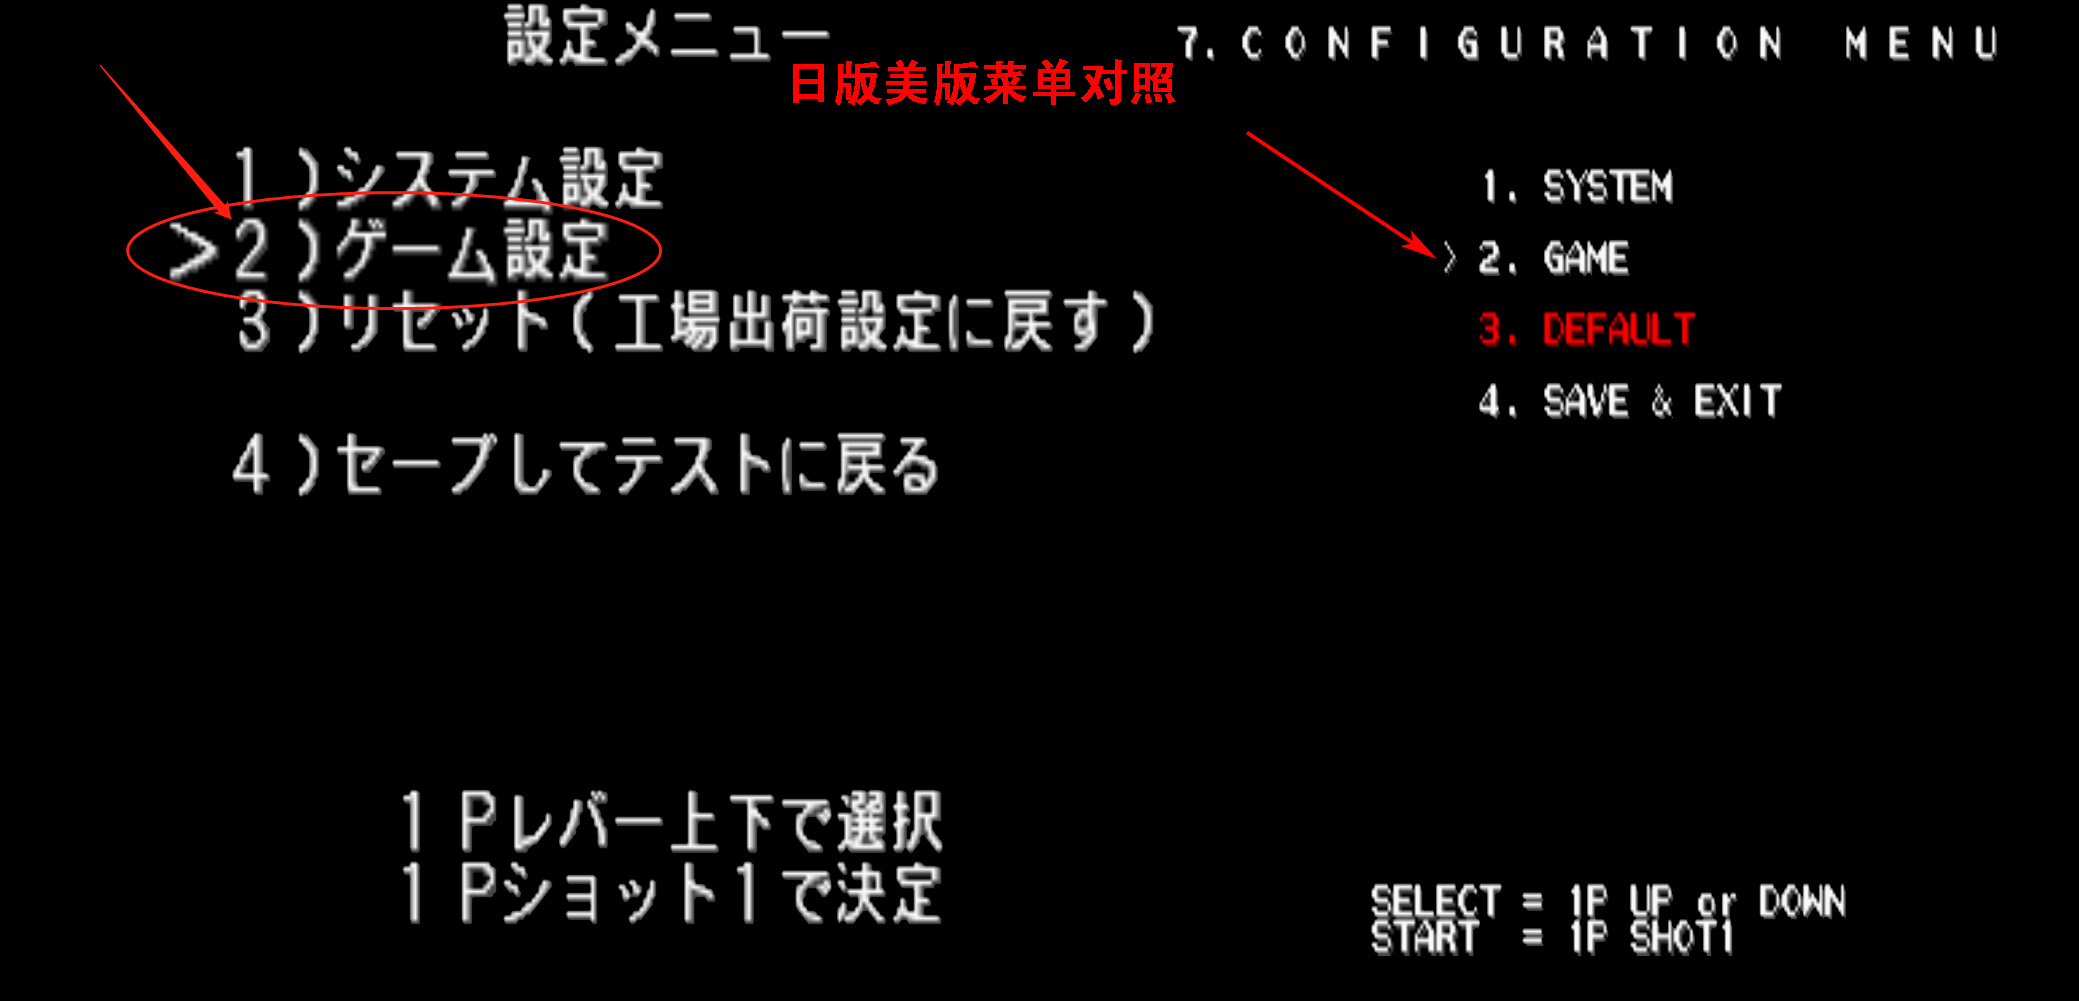 設定メニュー
7.CONFIGURATION MENU
日版美版菜单对照
1)システム設定
>2)ゲーム設定
3)リセット(工場出荷設定に戻す)
4)セーブしてテストに戻る
1Pレバー上下で選択
1Pショット1で決定
1. SYSTEM
> 2. GAME
3. DEFAULT
4. SAVE & EXIT
SELECT = 1P UP or DOWN
START = 1P SHOT1